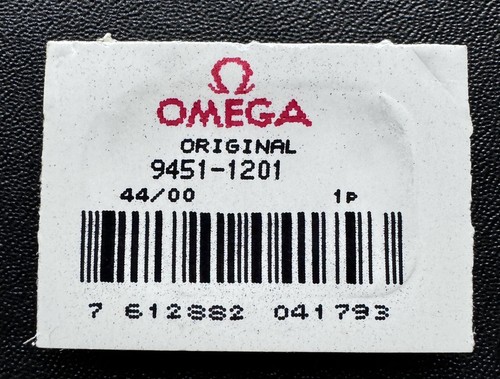 Ω
OMEGA
ORIGINAL
9451-1201
44/00 1P
7 612882 041793